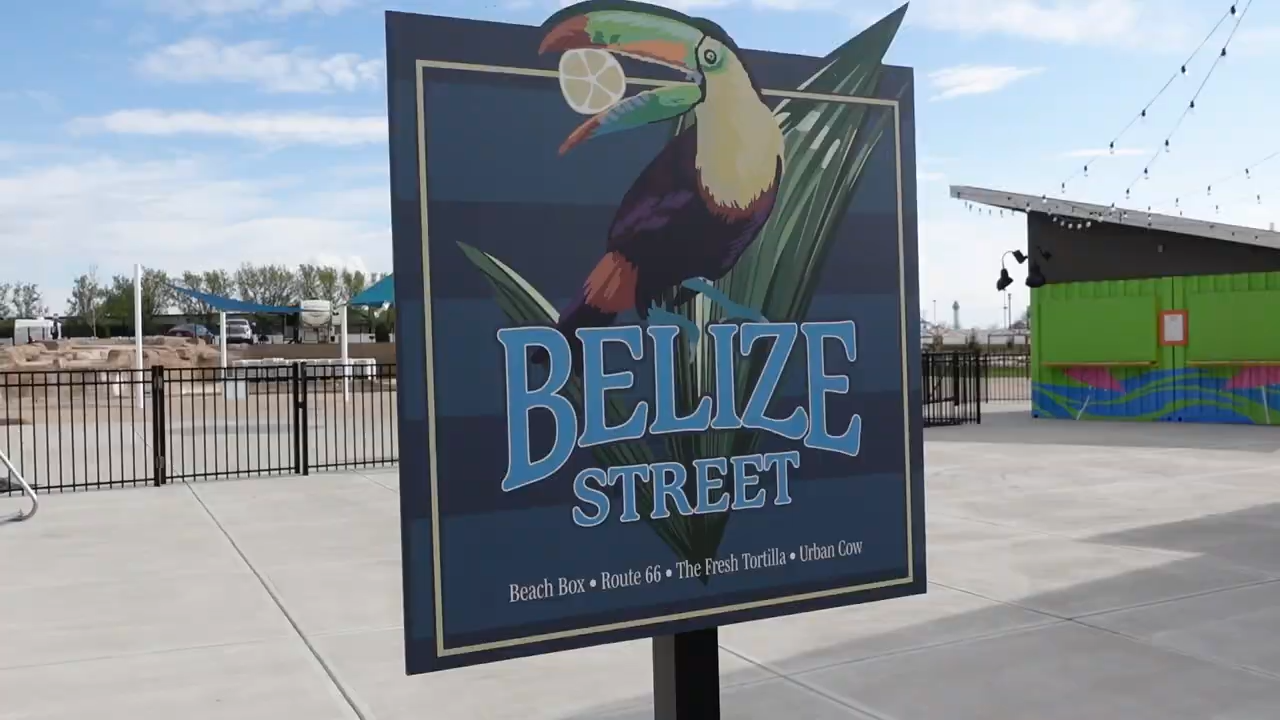 BELIZE
STREET
Beach Box • Route 66 • The Fresh Tortilla • Urban Cow